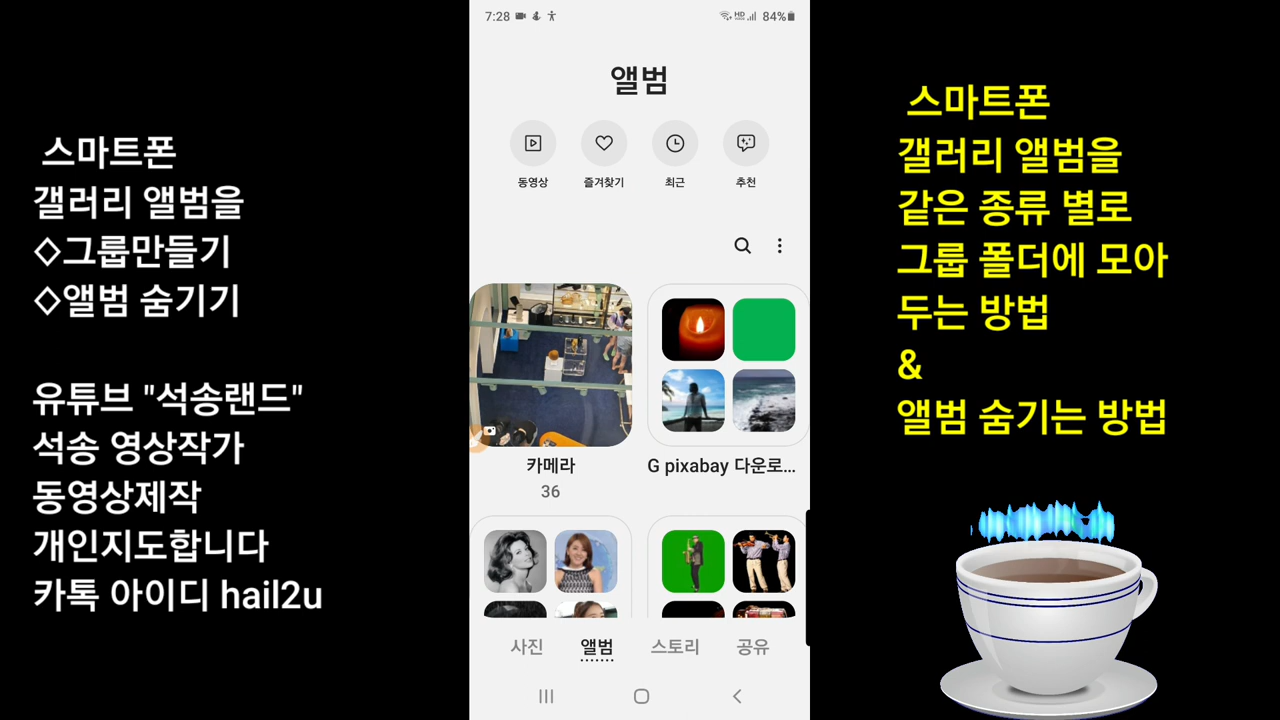 스마트폰
갤러리 앨범을
◇그룹만들기
◇앨범 숨기기
유튜브 "석송랜드"
석송 영상작가
동영상제작
개인지도합니다
카톡 아이디 hail2u
7:28
HD
84%
앨범
동영상
즐겨찾기
최근
추천
카메라
36
G pixabay 다운로...
사진
앨범
스토리
공유
스마트폰
갤러리 앨범을
같은 종류 별로
그룹 폴더에 모아
두는 방법
&
앨범 숨기는 방법